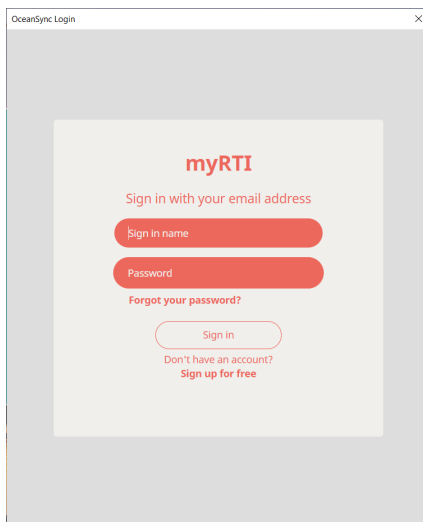 OceanSync Login
myRTI
Sign in with your email address
Sign in name
Password
Forgot your password?
Sign in
Don't have an account?
Sign up for free